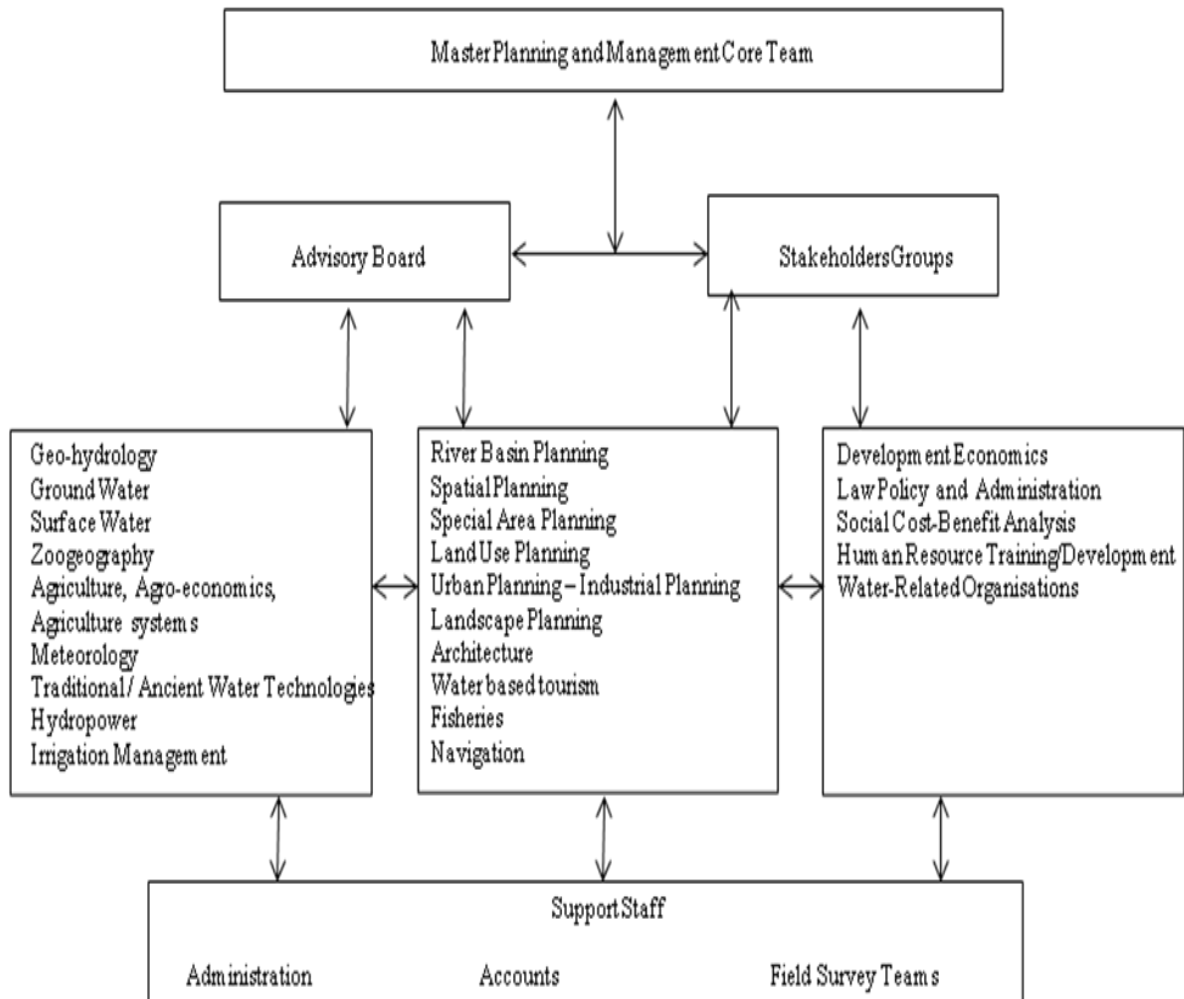 Master Planning and Management Core Team
Advisory Board
Stakeholders Groups
Geo-hydrology
Ground Water
Surface Water
Zoogeography
Agriculture, Agro-economics,
Agriculture systems
Meteorology
Traditional / Ancient Water Technologies
Hydropower
Irrigation Management
River Basin Planning
Spatial Planning
Special Area Planning
Land Use Planning
Urban Planning – Industrial Planning
Landscape Planning
Architecture
Water based tourism
Fisheries
Navigation
Development Economics
Law Policy and Administration
Social Cost-Benefit Analysis
Human Resource Training/Development
Water-Related Organisations
Support Staff
Administration Accounts Field Survey Teams